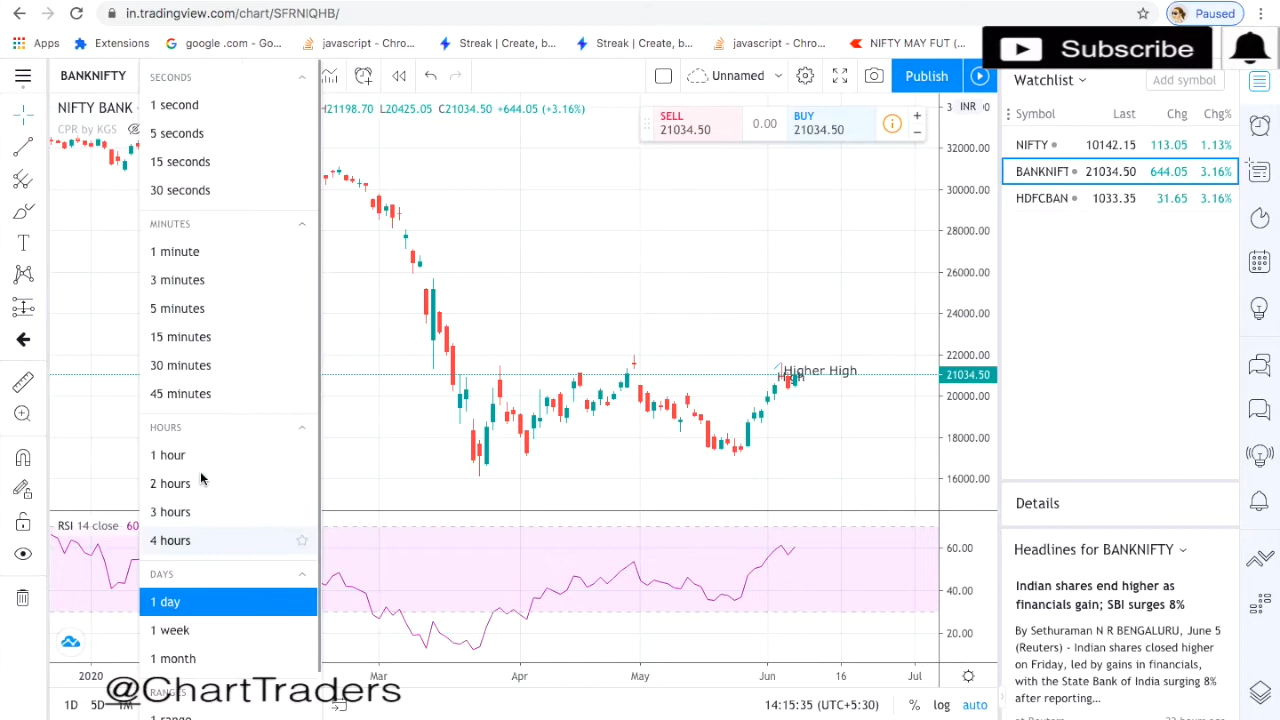 in.tradingview.com/chart/SFRNIQHB/
Paused
Apps
Extensions
google .com - Go...
javascript - Chro...
Streak | Create, b...
Streak | Create, b...
javascript - Chro...
NIFTY MAY FUT (...
Subscribe
BANKNIFTY
Unnamed
Publish
NIFTY BANK
H21198.70 L20425.05 C21034.50 +644.05 (+3.16%)
CPR by KGS
SELL
21034.50
0.00
BUY
21034.50
INR
32000.00
30000.00
28000.00
26000.00
24000.00
22000.00
21034.50
20000.00
18000.00
16000.00
Higher High
High
SECONDS
1 second
5 seconds
15 seconds
30 seconds
MINUTES
1 minute
3 minutes
5 minutes
15 minutes
30 minutes
45 minutes
HOURS
1 hour
2 hours
3 hours
4 hours
DAYS
1 day
1 week
1 month
RANGES
1 range
RSI 14 close 60
60.00
40.00
20.00
2020
Mar
Apr
May
Jun
16
Jul
@ChartTraders
1D
5D
1M
14:15:35 (UTC+5:30)
%
log
auto
Watchlist
Add symbol
Symbol Last Chg Chg%
NIFTY 10142.15 113.05 1.13%
BANKNIFT 21034.50 644.05 3.16%
HDFCBAN 1033.35 31.65 3.16%
Details
Headlines for BANKNIFTY
Indian shares end higher as
financials gain; SBI surges 8%
By Sethuraman N R BENGALURU, June 5
(Reuters) - Indian shares closed higher
on Friday, led by gains in financials,
with the State Bank of India surging 8%
after reporting...